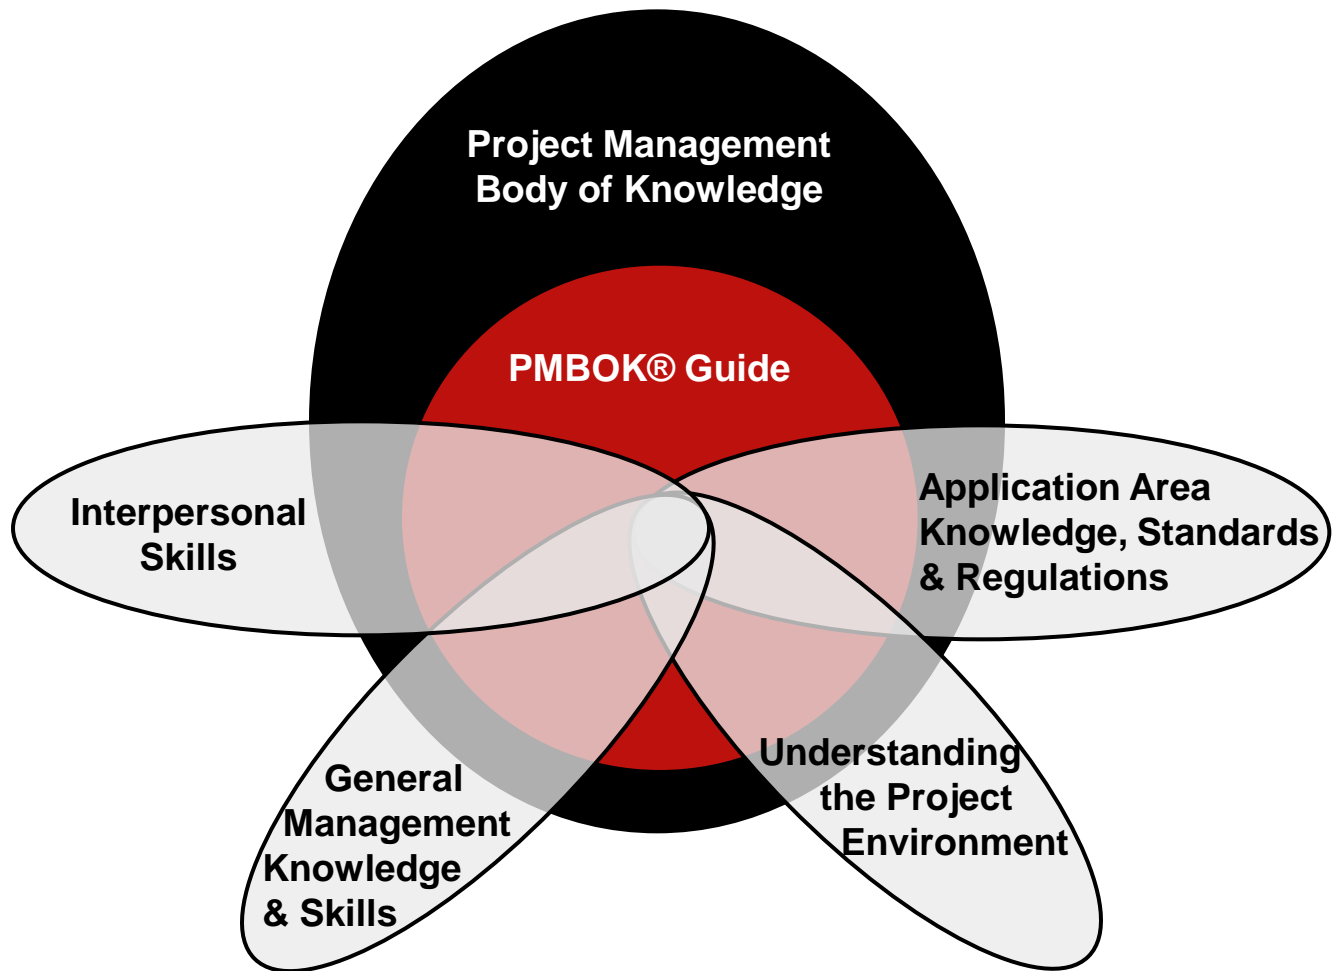 Project Management
Body of Knowledge
PMBOK® Guide
Interpersonal
Skills
Application Area
Knowledge, Standards
& Regulations
General
Management
Knowledge
& Skills
Understanding
the Project
Environment